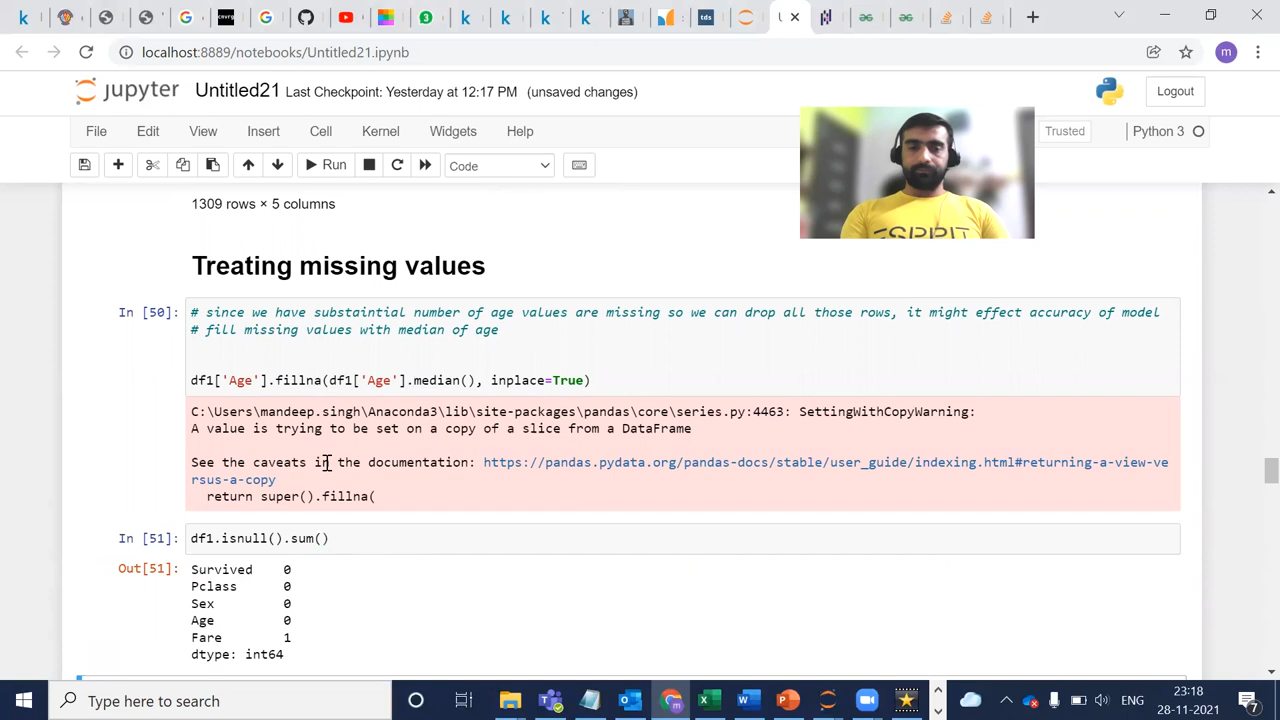 tds
localhost:8889/notebooks/Untitled21.ipynb
m
jupyter Untitled21 Last Checkpoint: Yesterday at 12:17 PM (unsaved changes)
Logout
File Edit View Insert Cell Kernel Widgets Help
Trusted
Python 3
Run
Code
1309 rows × 5 columns
Treating missing values
In [50]:
# since we have substaintial number of age values are missing so we can drop all those rows, it might effect accuracy of model
# fill missing values with median of age
df1['Age'].fillna(df1['Age'].median(), inplace=True)
C:\Users\mandeep.singh\Anaconda3\lib\site-packages\pandas\core\series.py:4463: SettingWithCopyWarning:
A value is trying to be set on a copy of a slice from a DataFrame
See the caveats in the documentation: https://pandas.pydata.org/pandas-docs/stable/user_guide/indexing.html#returning-a-view-ve
rsus-a-copy
return super().fillna(
In [51]: df1.isnull().sum()
Out[51]:
Survived 0
Pclass 0
Sex 0
Age 0
Fare 1
dtype: int64
Type here to search
ENG
23:18
28-11-2021
7